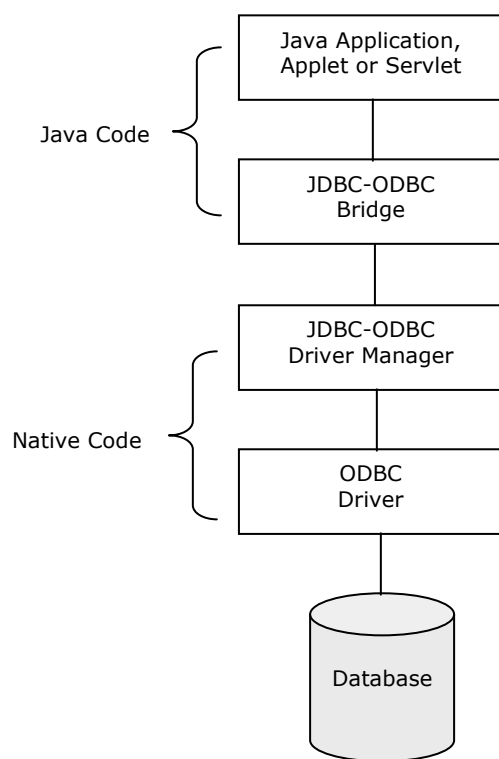 Java Application,
Applet or Servlet
Java Code
JDBC-ODBC
Bridge
JDBC-ODBC
Driver Manager
Native Code
ODBC
Driver
Database